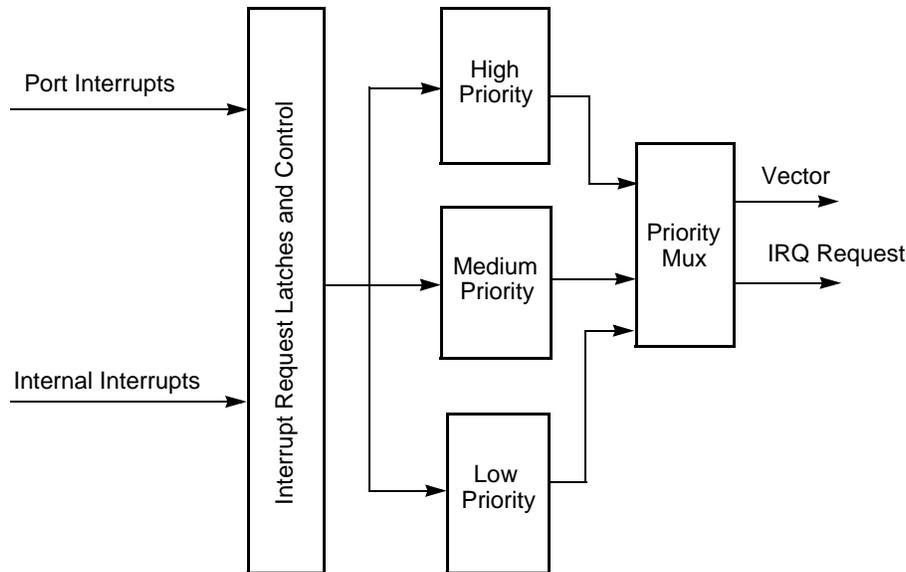 Port Interrupts
Internal Interrupts
Interrupt Request Latches and Control
High
Priority
Medium
Priority
Low
Priority
Priority
Mux
Vector
IRQ Request